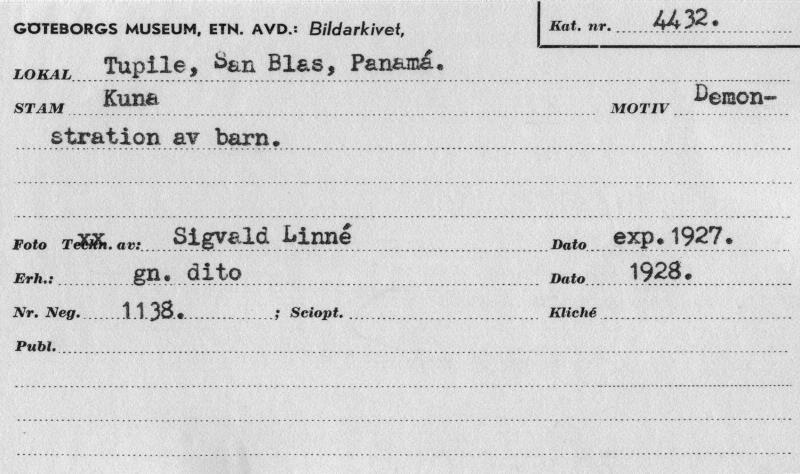 GÖTEBORGS MUSEUM, ETN. AVD.: Bildarkivet, Kat. nr. 4432.
LOKAL Tupile, San Blas, Panamá.
STAM Kuna MOTIV Demon-
stration av barn.
Foto Teckn. av: Sigvald Linné Dato exp. 1927.
Erh.: gn. dito Dato 1928.
Nr. Neg. 1138. ; Sciopt. Kliché
Publ.